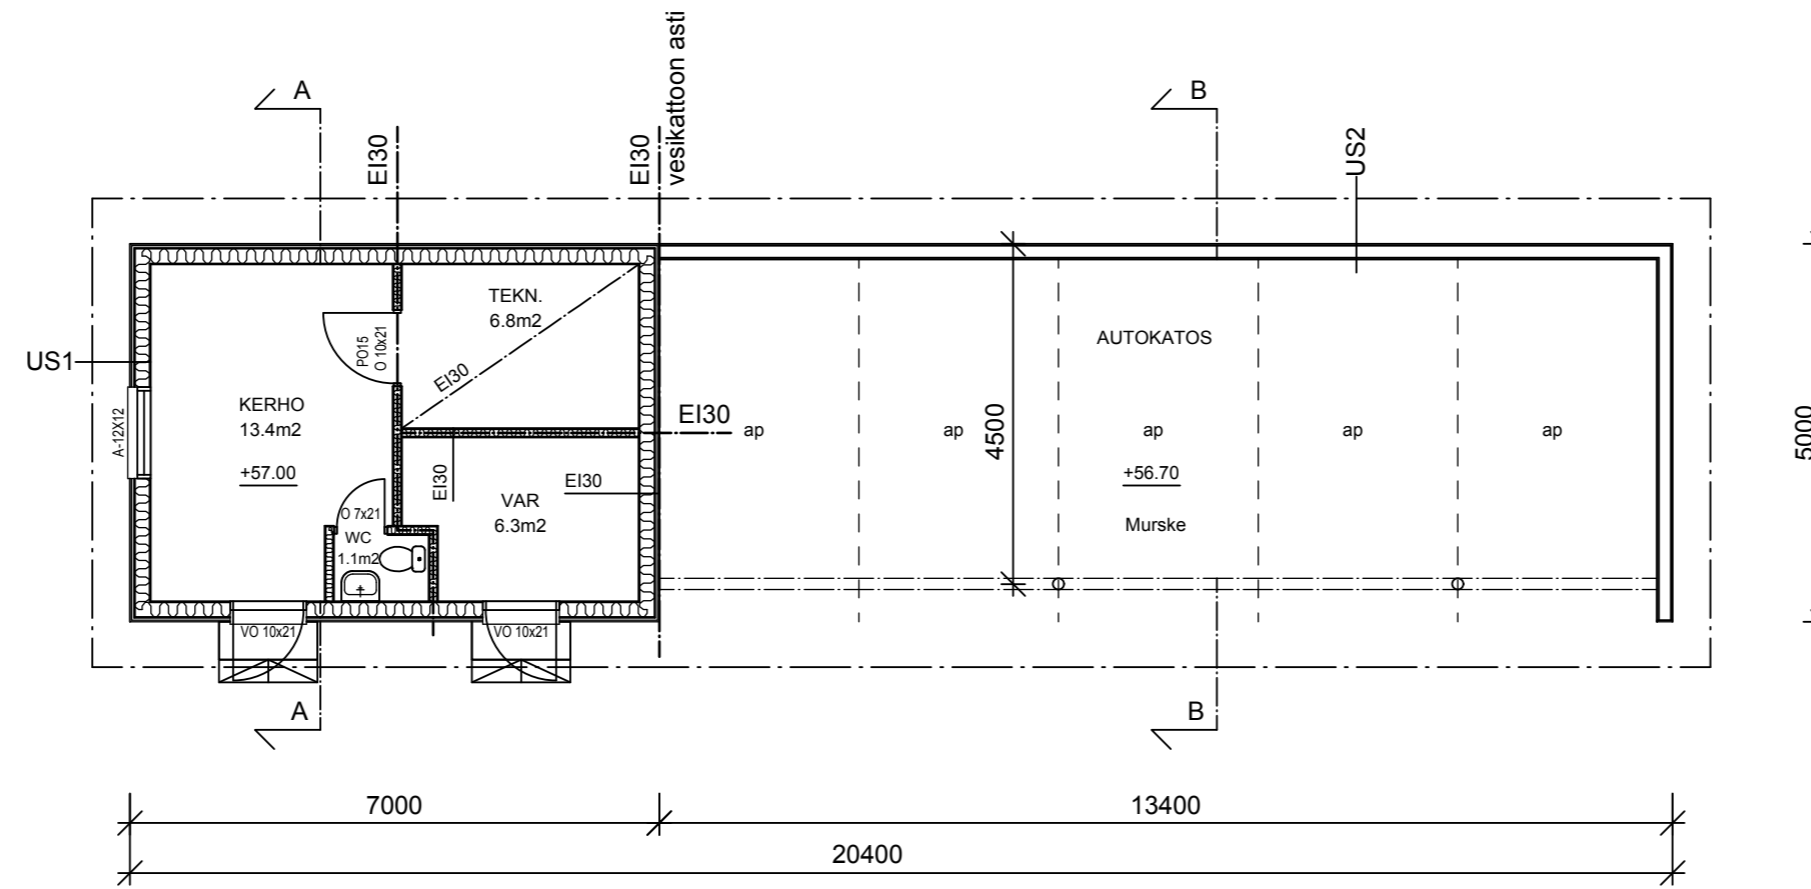 vesikattoon asti
A
B
EI30
EI30
US2
TEKN.
6.8m2
AUTOKATOS
PO15
O 10x21
US1
EI30
KERHO
13.4m2
A-12X12
EI30
ap
ap
ap
ap
ap
4500
5000
+57.00
+56.70
EI30
EI30
VAR
6.3m2
O 7x21
WC
1.1m2
Murske
VO 10x21
VO 10x21
A
B
7000
13400
20400